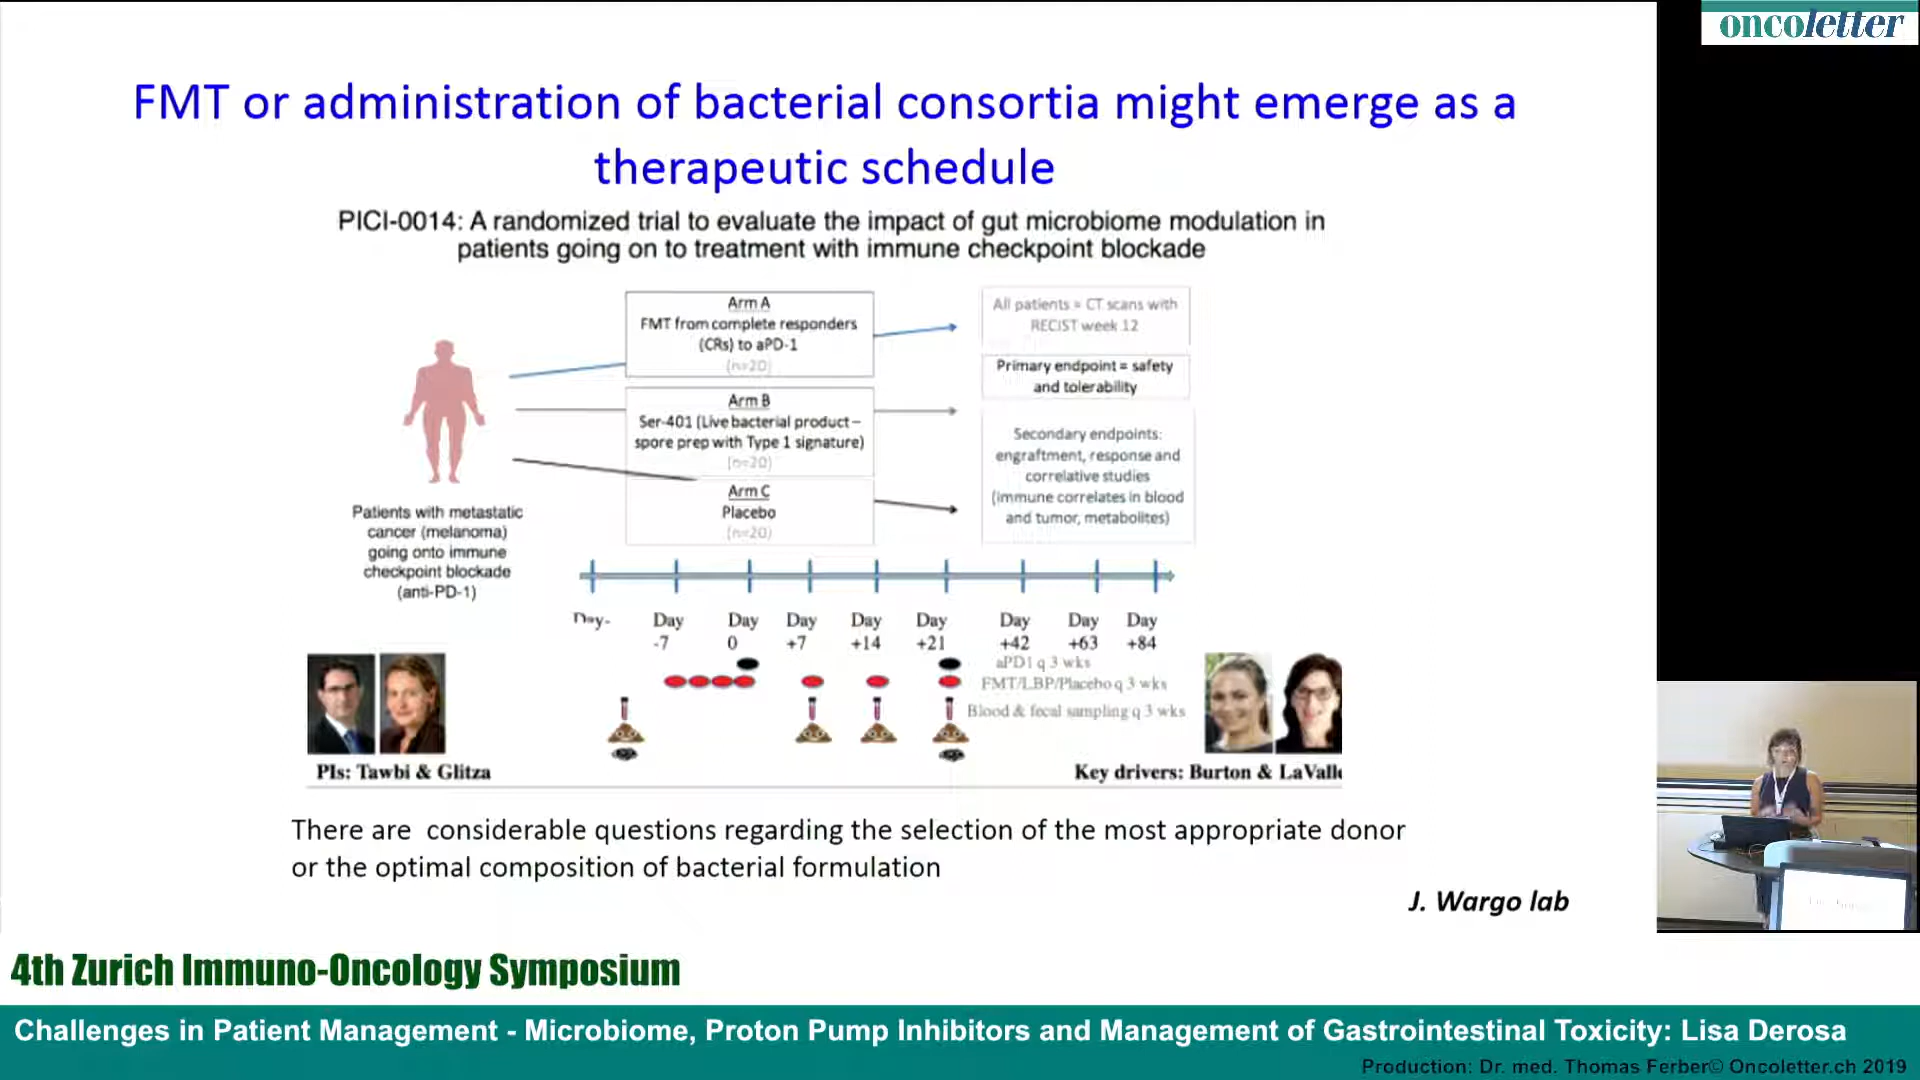 oncoletter
FMT or administration of bacterial consortia might emerge as a
therapeutic schedule
PICI-0014: A randomized trial to evaluate the impact of gut microbiome modulation in
patients going on to treatment with immune checkpoint blockade
Arm A
FMT from complete responders
(CRs) to aPD-1
(n=20)
Arm B
Ser-401 (Live bacterial product –
spore prep with Type 1 signature)
(n=20)
Arm C
Placebo
(n=20)
All patients = CT scans with
RECIST week 12
Primary endpoint = safety
and tolerability
Secondary endpoints:
engraftment, response and
correlative studies
(immune correlates in blood
and tumor, metabolites)
Patients with metastatic
cancer (melanoma)
going onto immune
checkpoint blockade
(anti-PD-1)
Day- Day Day Day Day Day Day Day Day
-7 0 +7 +14 +21 +42 +63 +84
aPD1 q 3 wks
FMT/LBP/Placebo q 3 wks
Blood & fecal sampling q 3 wks
PIs: Tawbi & Glitza
Key drivers: Burton & LaValle
There are considerable questions regarding the selection of the most appropriate donor
or the optimal composition of bacterial formulation
J. Wargo lab
4th Zurich Immuno-Oncology Symposium
Challenges in Patient Management - Microbiome, Proton Pump Inhibitors and Management of Gastrointestinal Toxicity: Lisa Derosa
Production: Dr. med. Thomas Ferber© Oncoletter.ch 2019